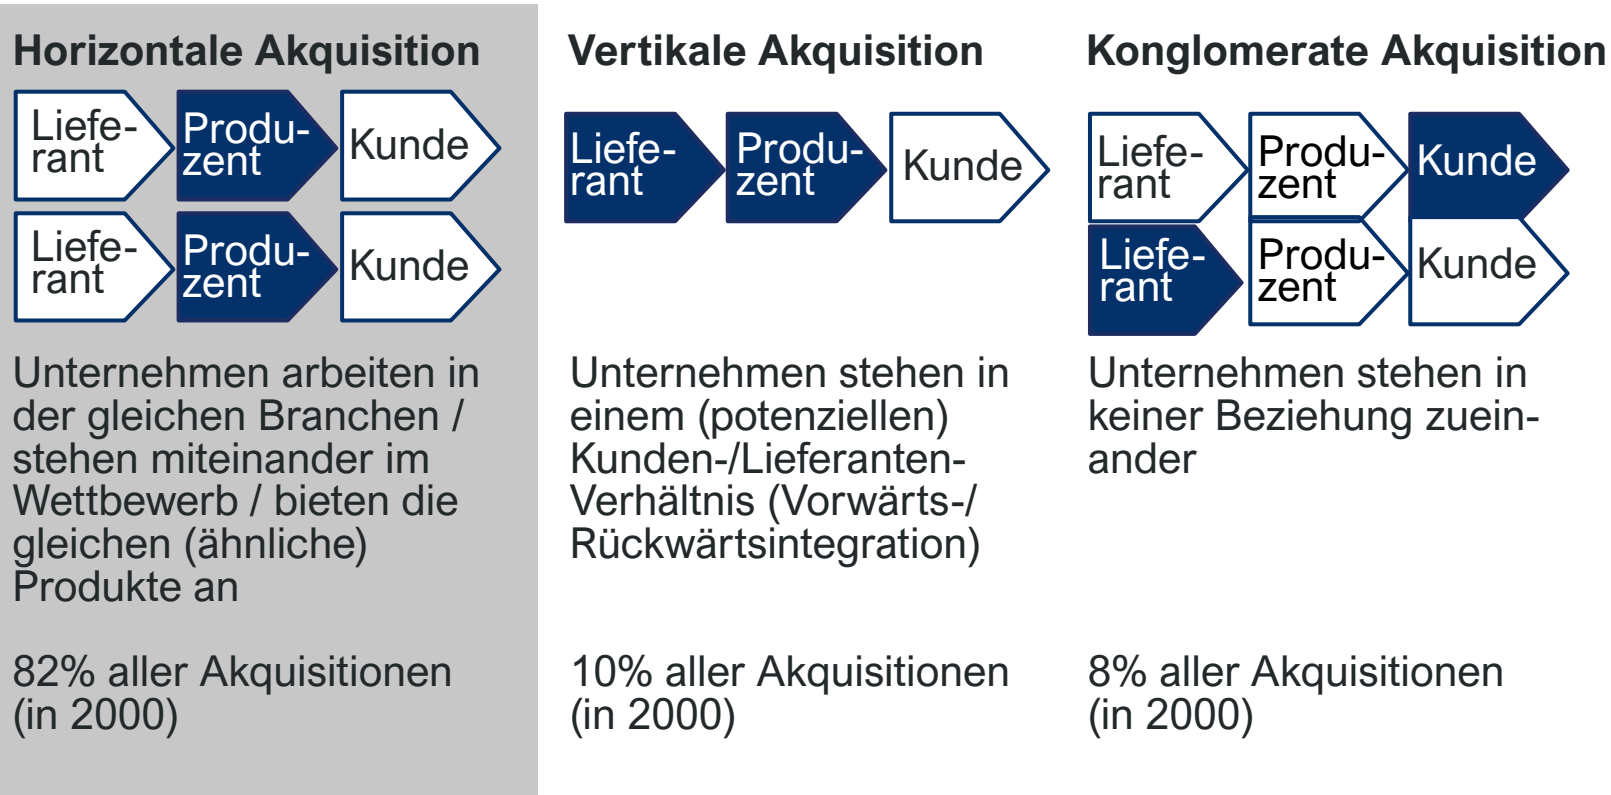 Horizontale Akquisition
Liefe-
rant
Produ-
zent
Kunde
Liefe-
rant
Produ-
zent
Kunde
Unternehmen arbeiten in
der gleichen Branchen /
stehen miteinander im
Wettbewerb / bieten die
gleichen (ähnliche)
Produkte an
82% aller Akquisitionen
(in 2000)
Vertikale Akquisition
Liefe-
rant
Produ-
zent
Kunde
Unternehmen stehen in
einem (potenziellen)
Kunden-/Lieferanten-
Verhältnis (Vorwärts-/
Rückwärtsintegration)
10% aller Akquisitionen
(in 2000)
Konglomerate Akquisition
Liefe-
rant
Produ-
zent
Kunde
Liefe-
rant
Produ-
zent
Kunde
Unternehmen stehen in
keiner Beziehung zuein-
ander
8% aller Akquisitionen
(in 2000)